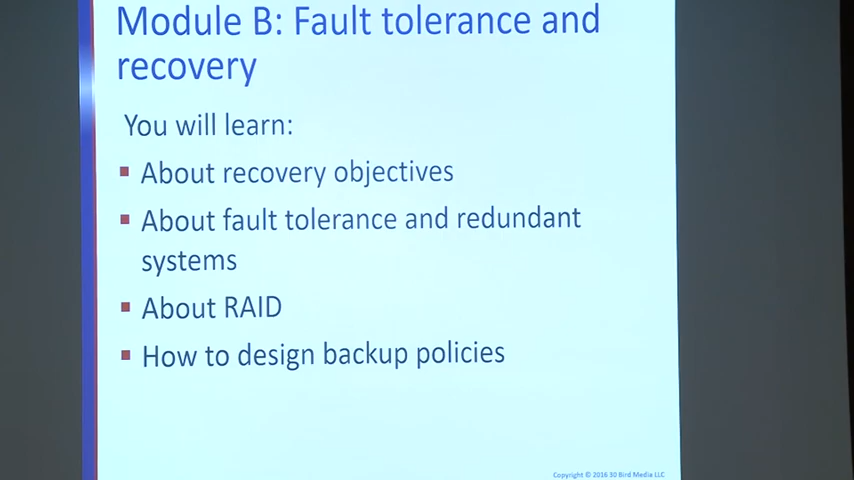 Module B: Fault tolerance and
recovery
You will learn:
About recovery objectives
About fault tolerance and redundant
systems
About RAID
How to design backup policies
Copyright © 2016 30 Bird Media LLC